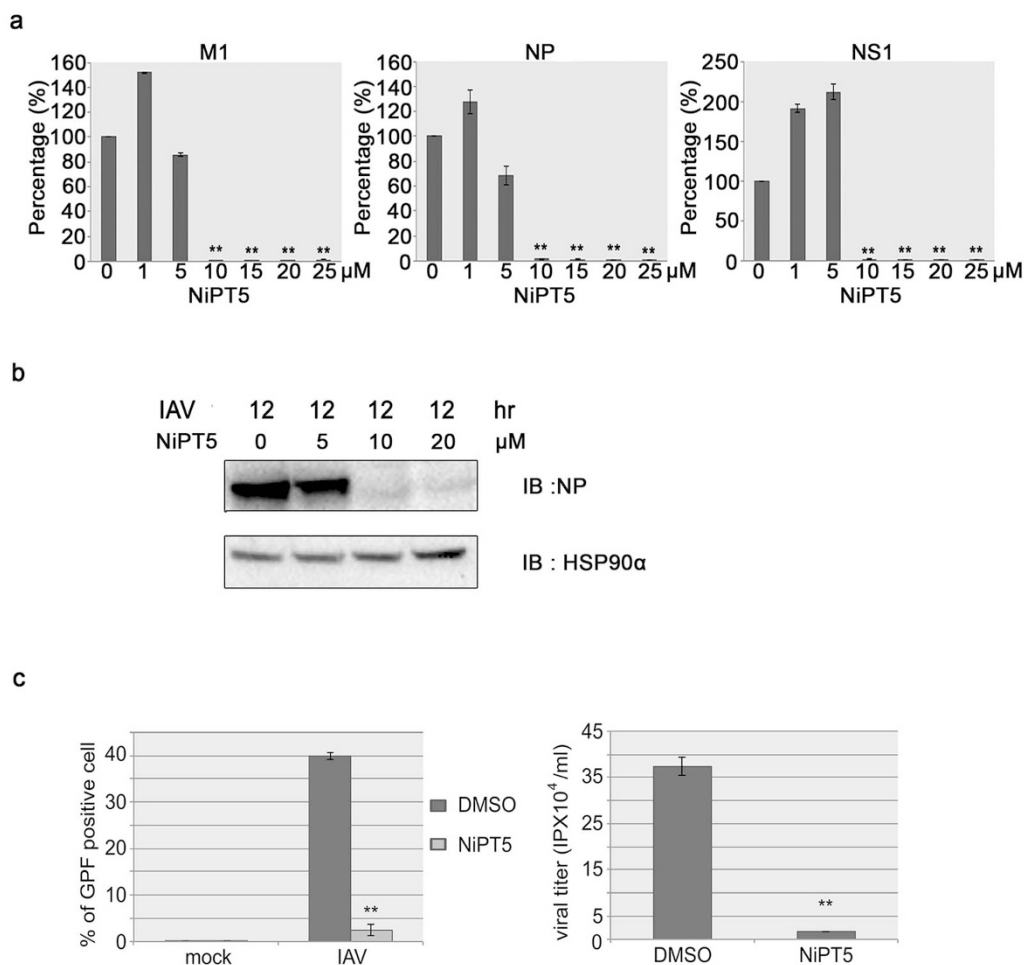 a
M1
NP
NS1
Percentage (%)
160
140
120
100
80
60
40
20
0
** ** ** **
0 1 5 10 15 20 25 µM
NiPT5
Percentage (%)
160
140
120
100
80
60
40
20
0
** ** ** **
0 1 5 10 15 20 25 µM
NiPT5
Percentage (%)
250
200
150
100
50
0
** ** ** **
0 1 5 10 15 20 25 µM
NiPT5
b
IAV 12 12 12 12 hr
NiPT5 0 5 10 20 µM
IB :NP
IB : HSP90α
c
% of GPF positive cell
40
40
30
20
10
0
**
mock IAV
DMSO
NiPT5
viral titer (IPX10⁴/ml)
45
35
35
25
15
5
0
**
DMSO NiPT5